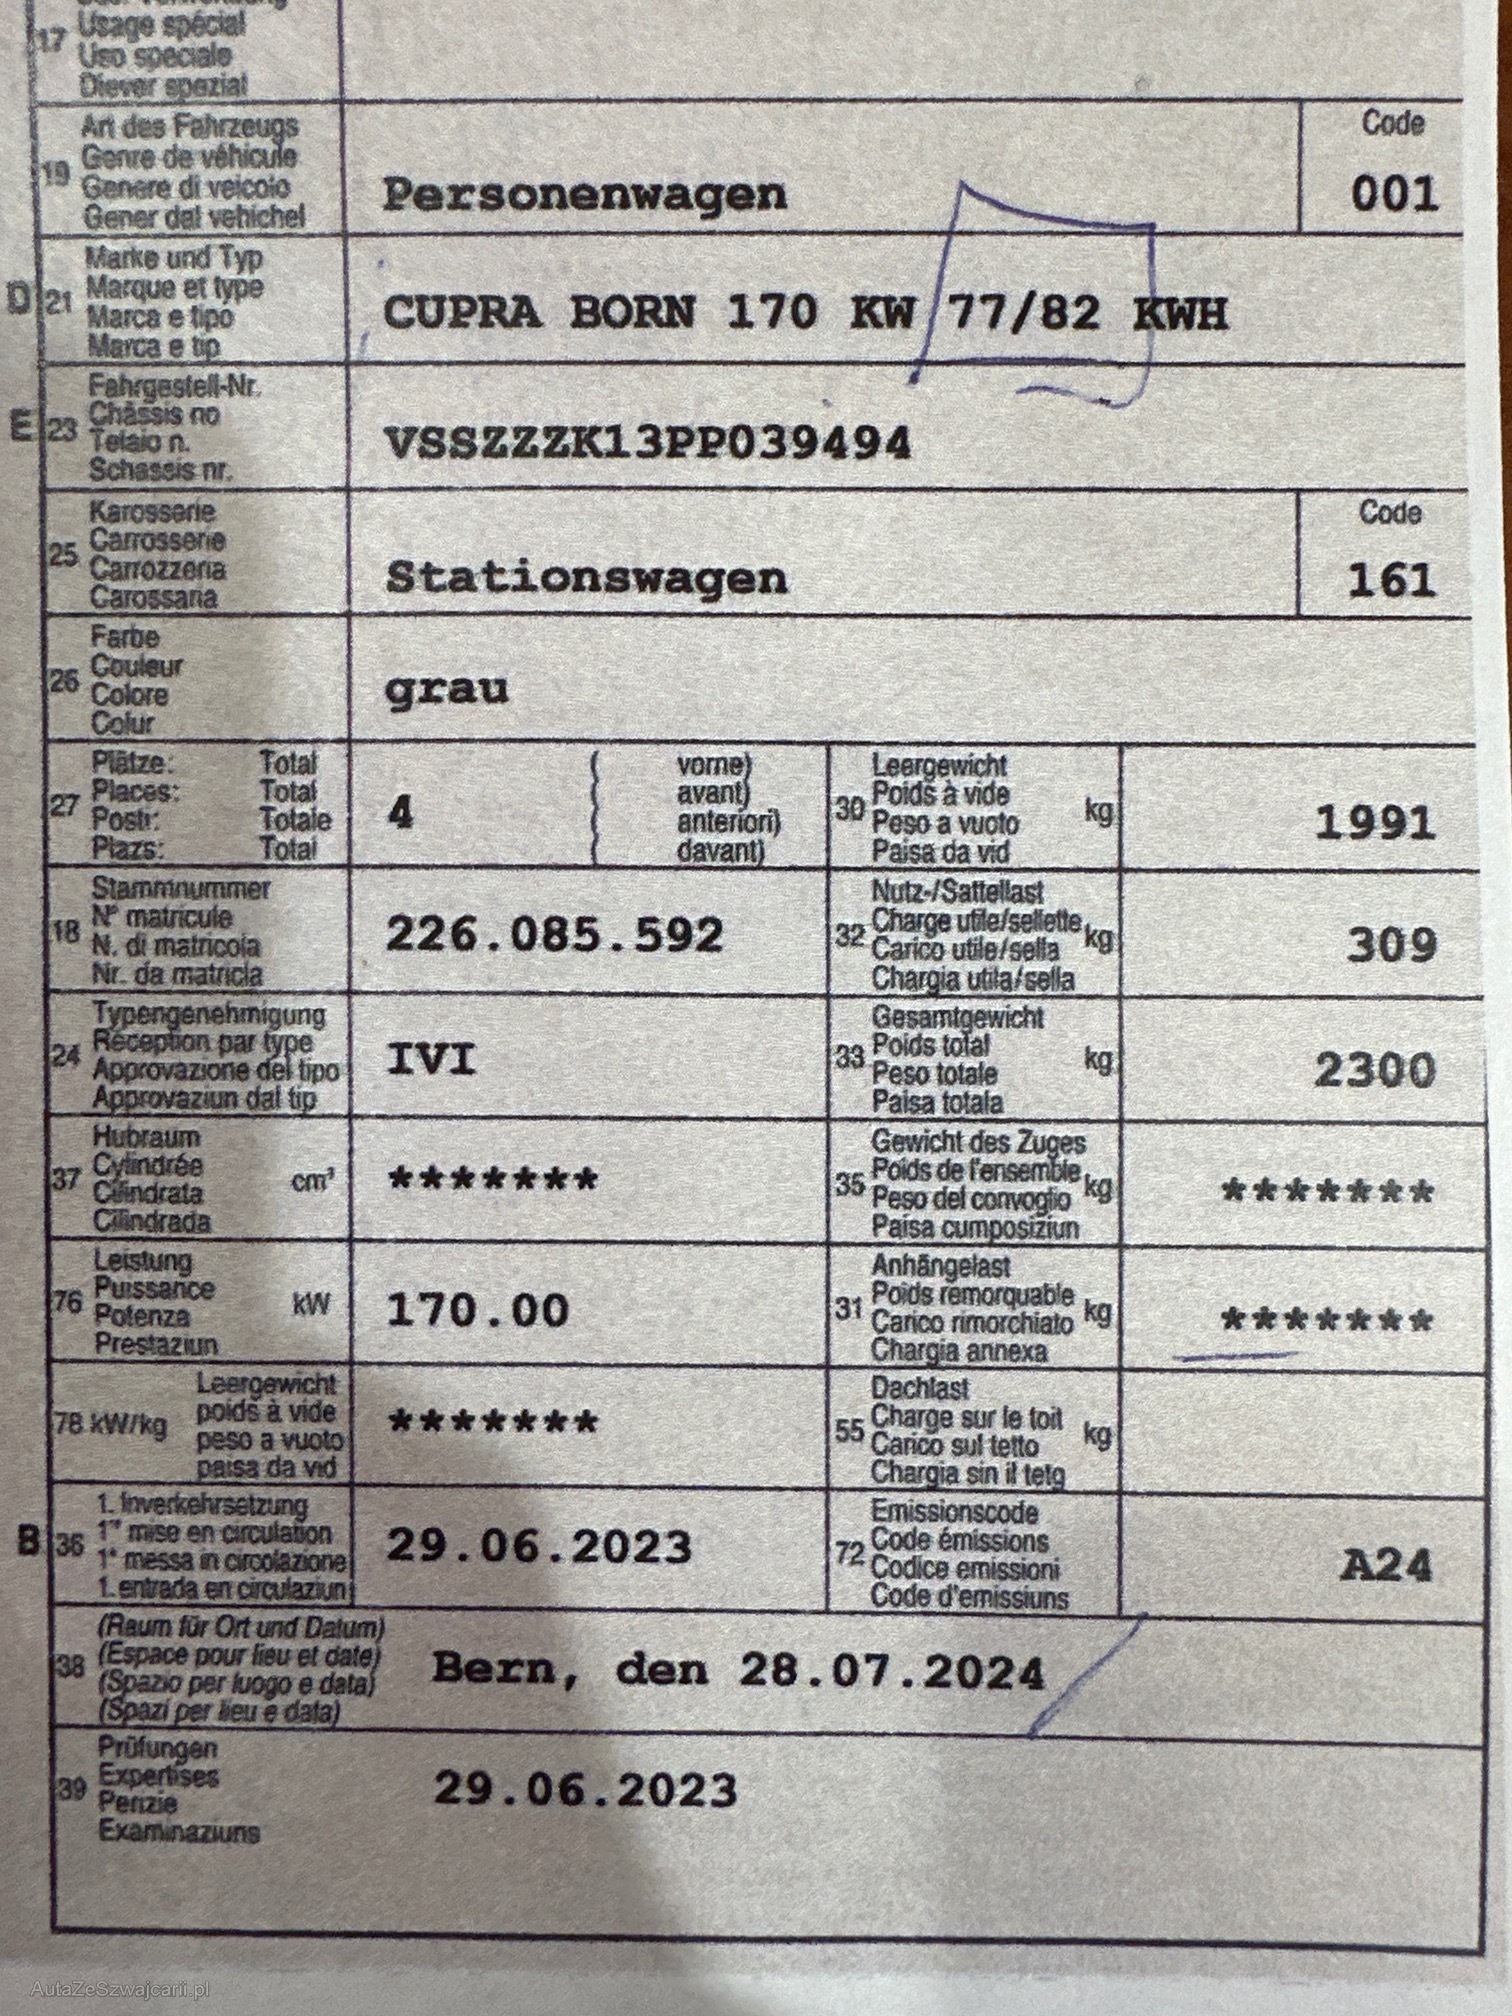 17 Usage spécial
Uso speciale
Diever spezial
19 Art des Fahrzeugs
Genre de véhicule
Genere di veicolo
Gener dal vehichel
Personenwagen
Code
001
D 21 Marke und Typ
Marque et type
Marca e tipo
Marca e tip
CUPRA BORN 170 KW 77/82 KWH
E 23 Fahrgestell-Nr.
Châssis no
Telaio n.
Schassis nr.
VSSZZZK13PP039494
25 Karosserie
Carrosserie
Carrozzeria
Carossaria
Stationswagen
Code
161
26 Farbe
Couleur
Colore
Colur
grau
27 Plätze: Total
Places: Total
Posti: Totale
Plazs: Total
4
( vorne)
( avant)
( anteriori)
( davant)
30 Leergewicht
Poids à vide kg
Peso a vuoto
Paisa da vid
1991
18 Stammnummer
N° matricule
N. di matricola
Nr. da matricla
226.085.592
32 Nutz-/Sattellast
Charge utile/sellette kg
Carico utile/sella
Chargia utila/sella
309
24 Typengenehmigung
Réception par type
Approvazione del tipo
Approvaziun dal tip
IVI
33 Gesamtgewicht
Poids total kg
Peso totale
Paisa totala
2300
37 Hubraum
Cylindrée cm³
Cilindrata
Cilindrada
*******
35 Gewicht des Zuges
Poids de l'ensemble kg
Peso del convoglio
Paisa cumposiziun
*******
76 Leistung
Puissance kW
Potenza
Prestaziun
170.00
31 Anhängelast
Poids remorquable kg
Carico rimorchiato
Chargia annexa
*******
78 kW/kg Leergewicht
poids à vide
peso a vuoto
paisa da vid
*******
55 Dachlast
Charge sur le toit kg
Carico sul tetto
Chargia sin il tetg
B 36 1. Inverkehrsetzung
1re mise en circulation
1a messa in circolazione
1. entrada en circulaziun
29.06.2023
72 Emissionscode
Code émissions
Codice emissioni
Code d'emissiuns
A24
38 (Raum für Ort und Datum)
(Espace pour lieu et date)
(Spazio per luogo e data)
(Spazi per lieu e data)
Bern, den 28.07.2024
39 Prüfungen
Expertises
Perizie
Examinaziuns
29.06.2023
AutaZeSzwajcarii.pl